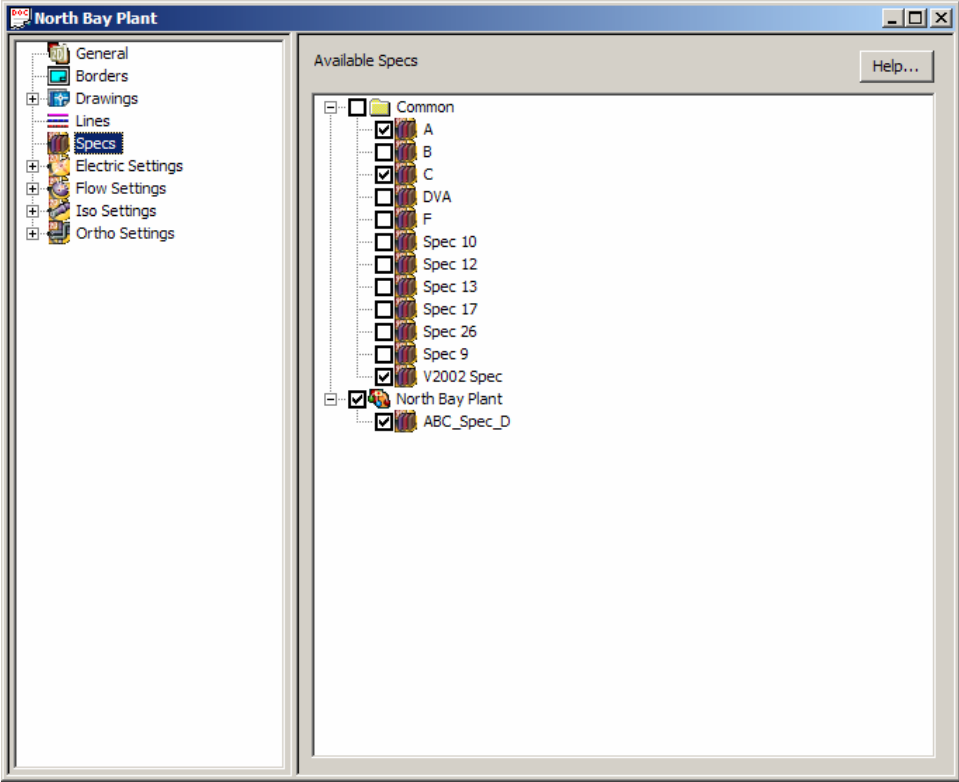 North Bay Plant
General
Borders
Drawings
Lines
Specs
Electric Settings
Flow Settings
Iso Settings
Ortho Settings
Available Specs
Help...
Common
A
B
C
DVA
F
Spec 10
Spec 12
Spec 13
Spec 17
Spec 26
Spec 9
V2002 Spec
North Bay Plant
ABC_Spec_D